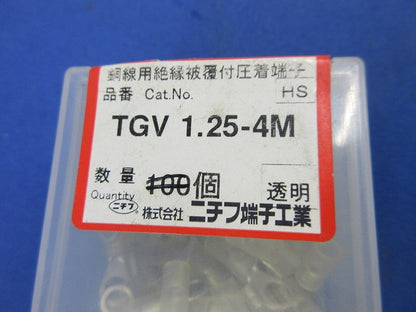 銅線用絶縁被覆付圧着端子
品番 Cat.No. HS
TGV 1.25-4M
数量 100個 透明
Quantity
ニチフ 株式会社 ニチフ端子工業